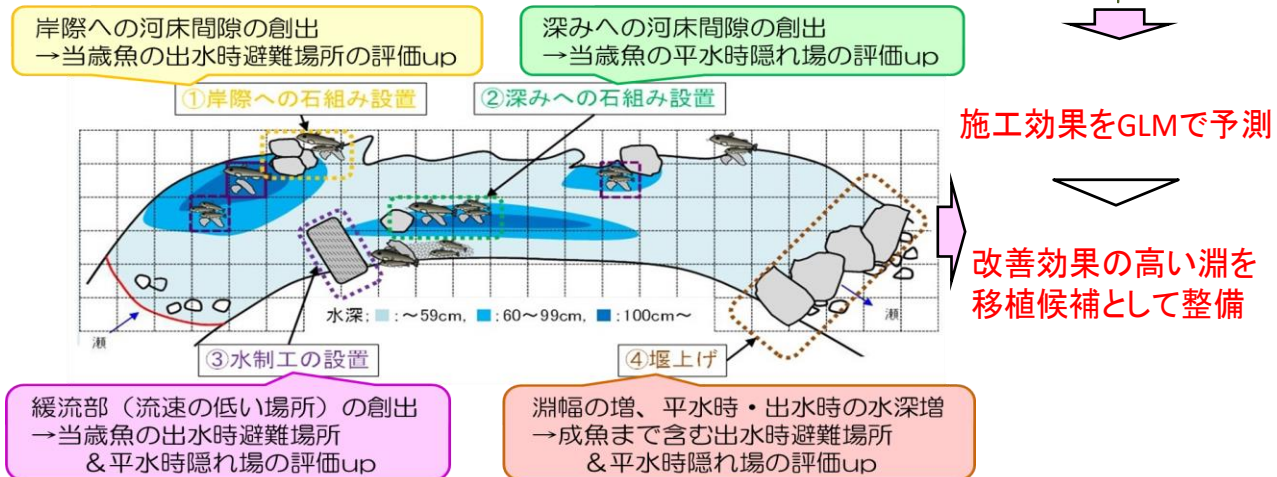 岸際への河床間隙の創出
→当歳魚の出水時避難場所の評価up
深みへの河床間隙の創出
→当歳魚の平水時隠れ場の評価up
①岸際への石組み設置
②深みへの石組み設置
施工効果をGLMで予測
改善効果の高い淵を
移植候補として整備
水深; :～59cm, :60～99cm, :100cm～
瀬
瀬
③水制工の設置
④堰上げ
緩流部（流速の低い場所）の創出
→当歳魚の出水時避難場所
＆平水時隠れ場の評価up
淵幅の増、平水時・出水時の水深増
→成魚まで含む出水時避難場所
＆平水時隠れ場の評価up